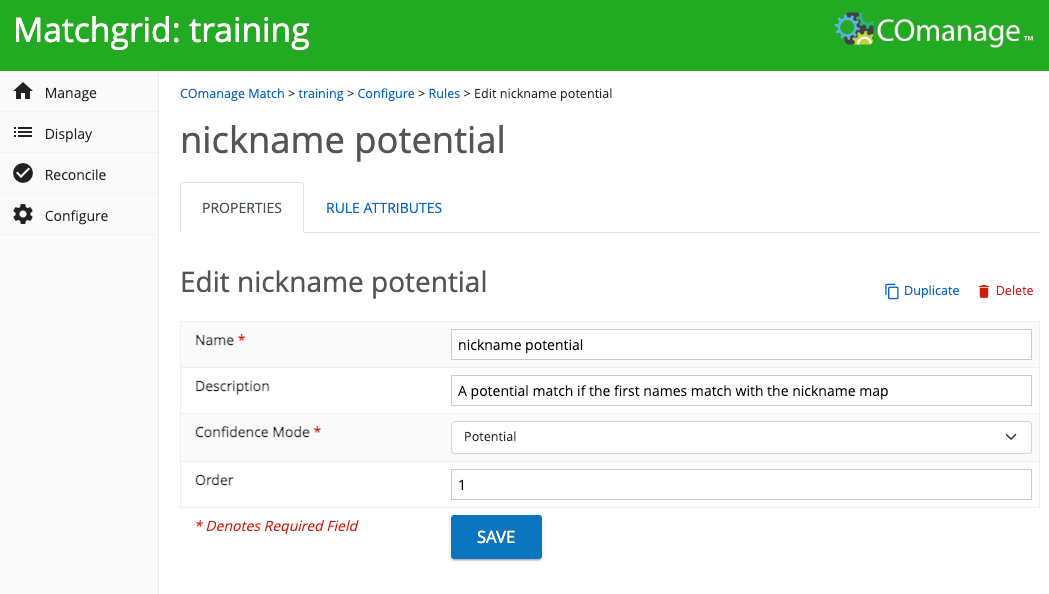 Matchgrid: training
COmanage™
Manage
Display
Reconcile
Configure
COmanage Match > training > Configure > Rules > Edit nickname potential
nickname potential
PROPERTIES RULE ATTRIBUTES
Edit nickname potential
Duplicate Delete
Name * nickname potential
Description A potential match if the first names match with the nickname map
Confidence Mode * Potential
Order 1
* Denotes Required Field SAVE